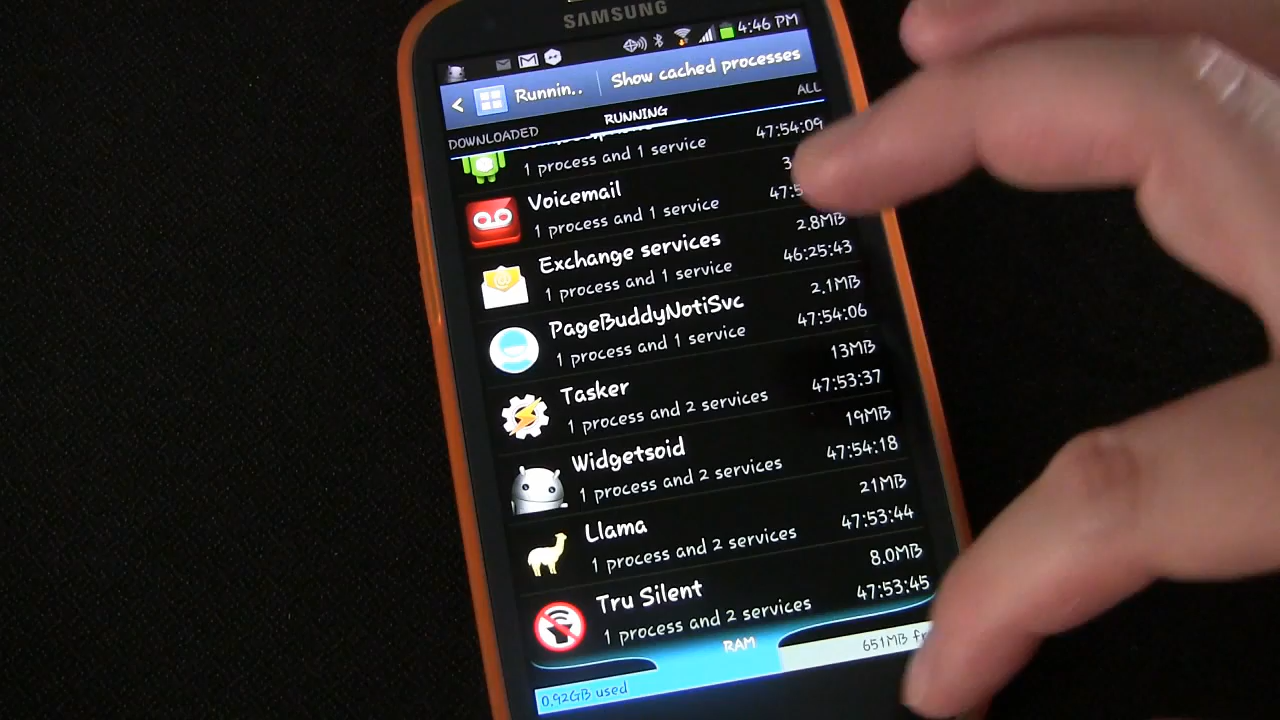 SAMSUNG
4:46 PM
Runnin..
Show cached processes
DOWNLOADED
RUNNING
ALL
1 process and 1 service
47:54:09
Voicemail
1 process and 1 service
Exchange services
2.8MB
1 process and 1 service
46:25:43
PageBuddyNotiSvc
2.1MB
1 process and 1 service
47:54:06
Tasker
13MB
1 process and 2 services
47:53:37
Widgetsoid
19MB
1 process and 2 services
47:54:18
Llama
21MB
1 process and 2 services
47:53:44
Tru Silent
8.0MB
1 process and 2 services
47:53:45
RAM
0.92GB used
651MB